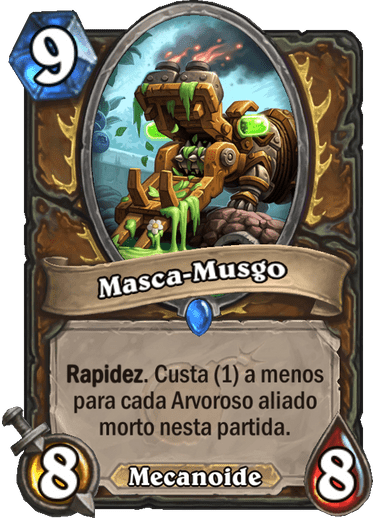 9
Masca-Musgo
Rapidez. Custa (1) a menos
para cada Arvoroso aliado
morto nesta partida.
8
Mecanoide
8